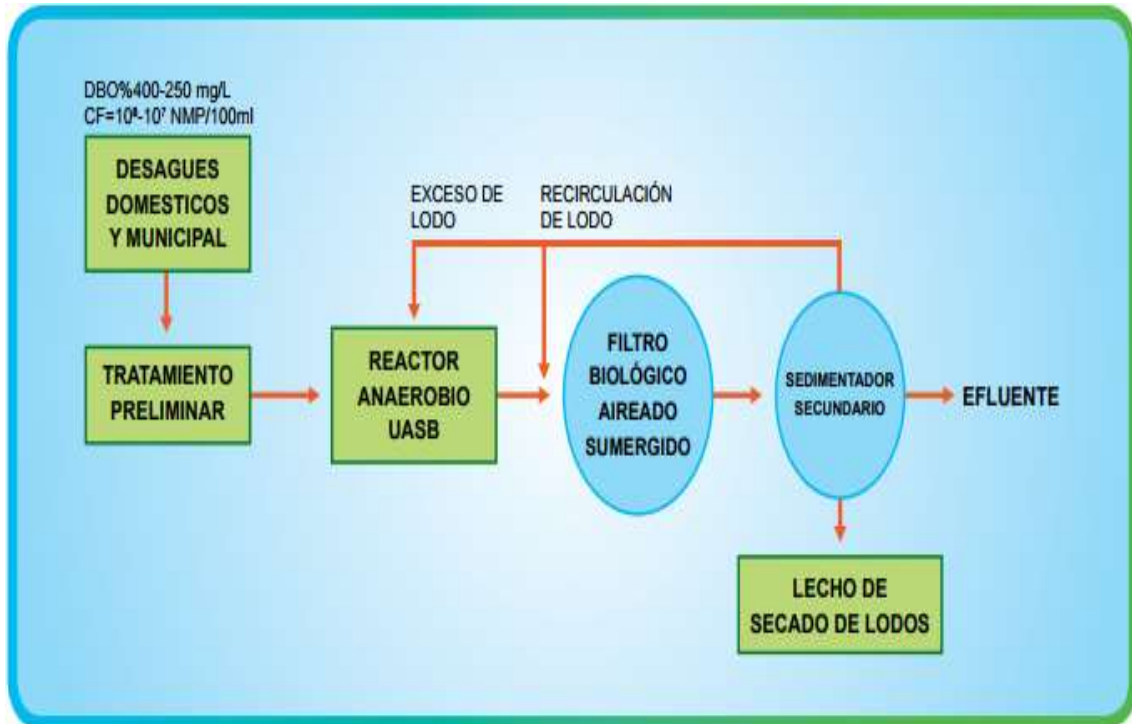 DBO%400-250 mg/L
CF=10⁸-10⁷ NMP/100ml
DESAGUES
DOMESTICOS
Y MUNICIPAL
EXCESO DE
LODO
RECIRCULACIÓN
DE LODO
TRATAMIENTO
PRELIMINAR
REACTOR
ANAEROBIO
UASB
FILTRO
BIOLÓGICO
AIREADO
SUMERGIDO
SEDIMENTADOR
SECUNDARIO
EFLUENTE
LECHO DE
SECADO DE LODOS